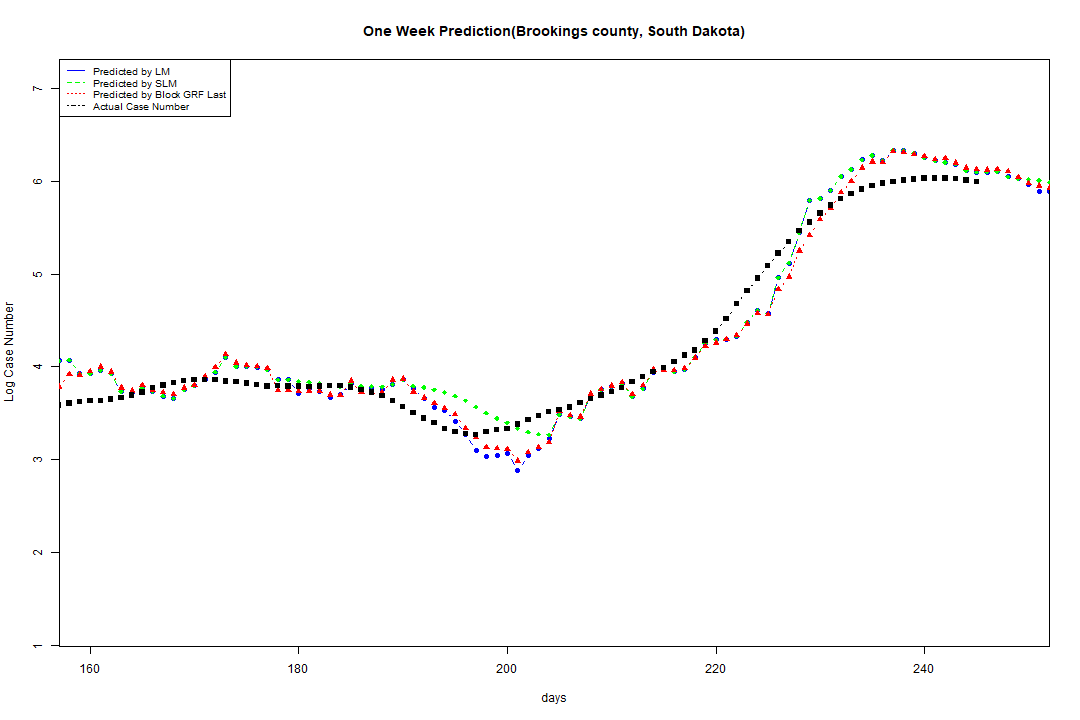 One Week Prediction(Brookings county, South Dakota)
Predicted by LM
Predicted by SLM
Predicted by Block GRF Last
Actual Case Number
7
6
5
4
3
2
1
Log Case Number
160 180 200 220 240
days